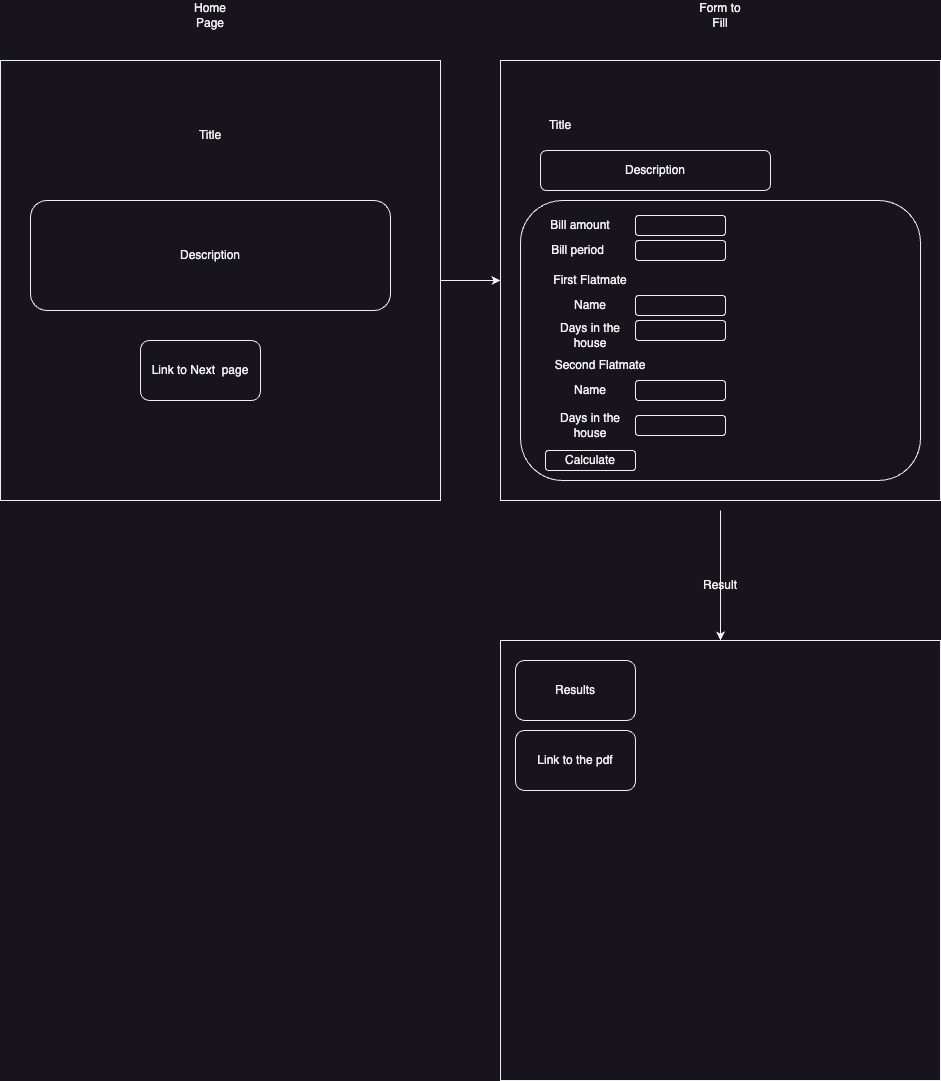 Home
Page
Form to
Fill
Title
Description
Link to Next  page
Title
Description
Bill amount
Bill period
First Flatmate
Name
Days in the
house
Second Flatmate
Name
Days in the
house
Calculate
Result
Results
Link to the pdf